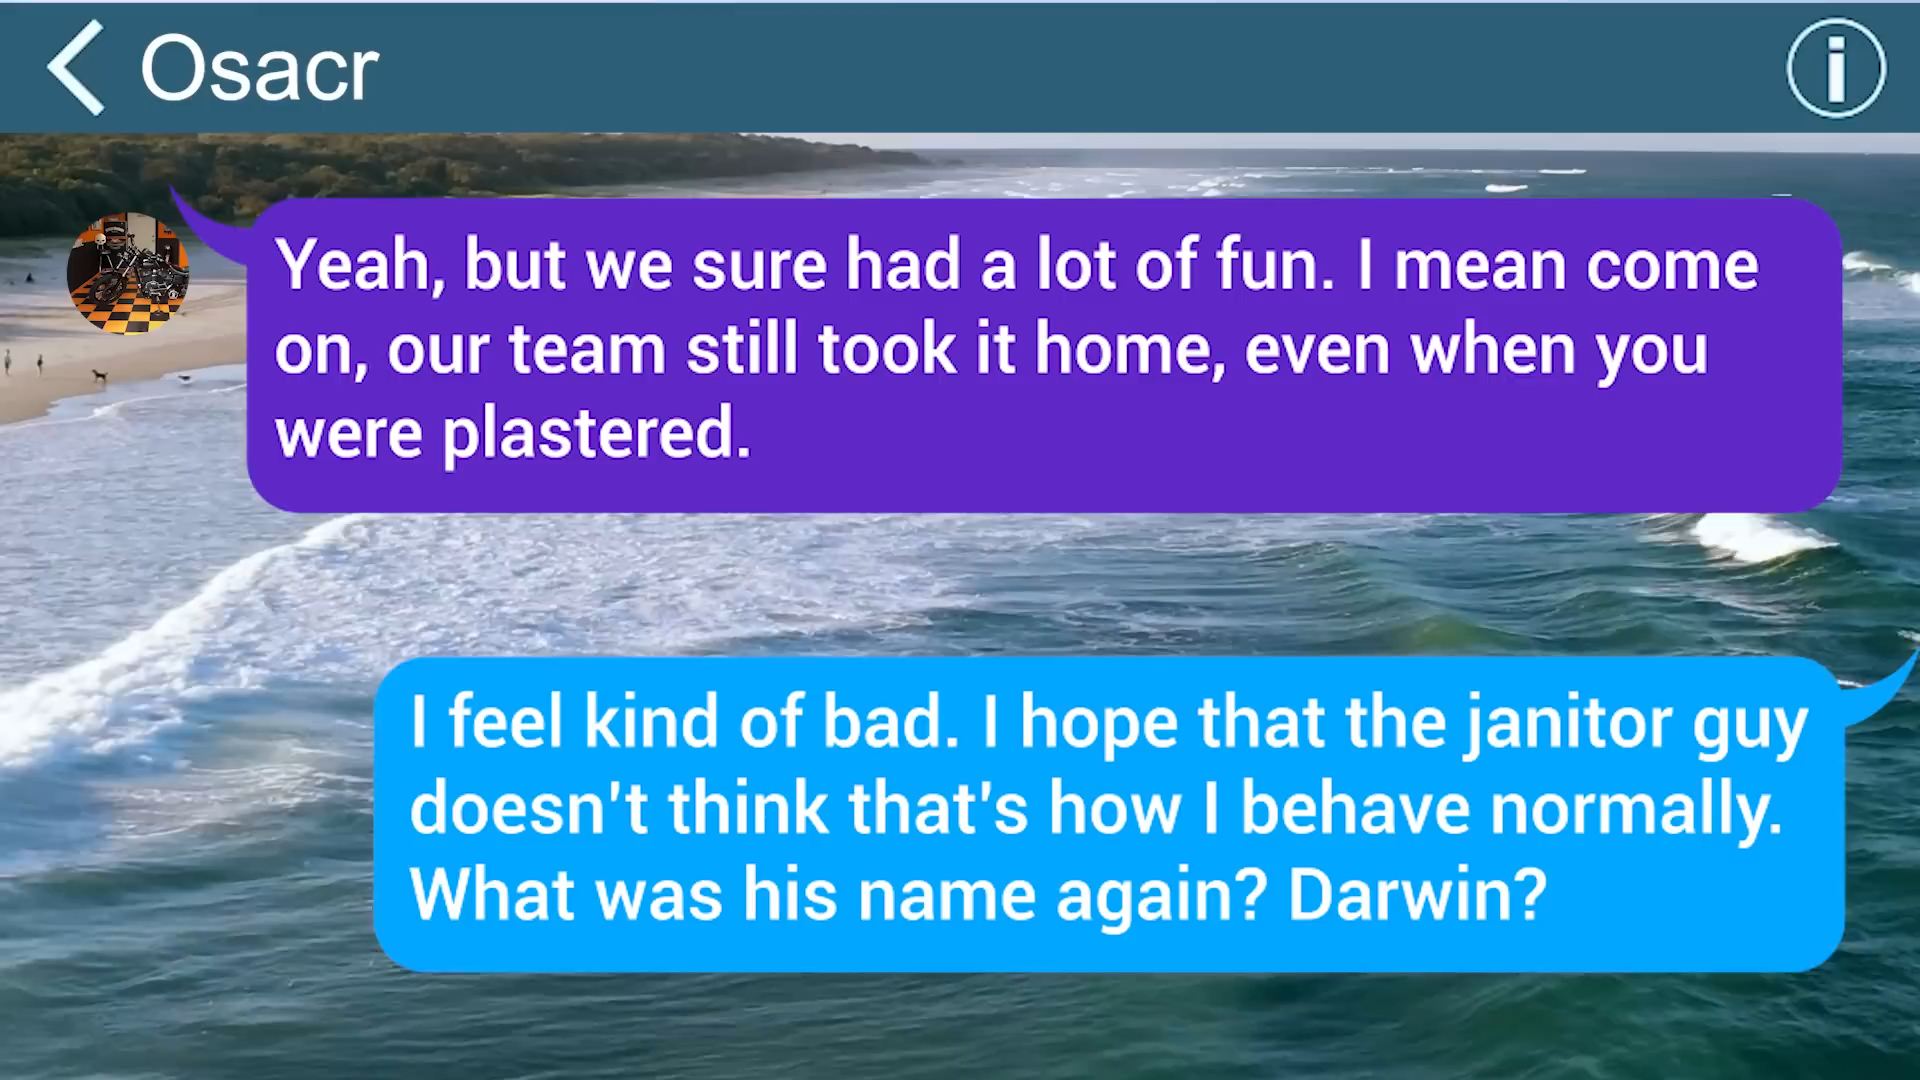 Osacr
Yeah, but we sure had a lot of fun. I mean come
on, our team still took it home, even when you
were plastered.
I feel kind of bad. I hope that the janitor guy
doesn't think that's how I behave normally.
What was his name again? Darwin?